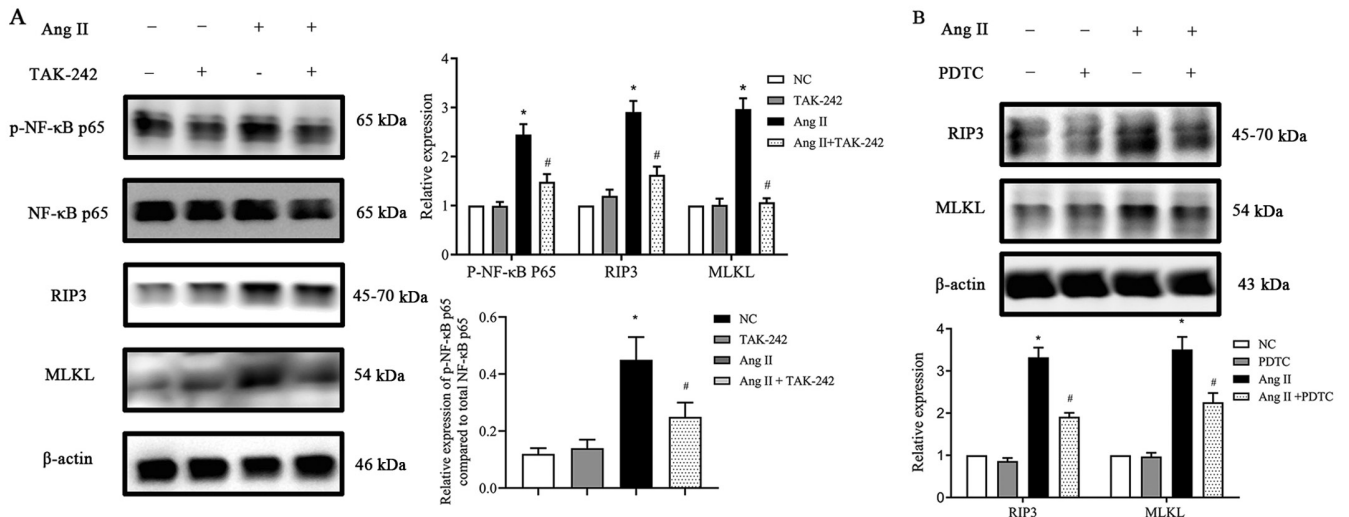 A
Ang II − − + +
TAK-242 − + - +
p-NF-κB p65 65 kDa
NF-κB p65 65 kDa
RIP3 45-70 kDa
MLKL 54 kDa
β-actin 46 kDa
Relative expression
4
3
2
1
0
P-NF-κB P65 RIP3 MLKL
* # * # * #
NC
TAK-242
Ang II
Ang II+TAK-242
Relative expression of p-NF-κB p65
compared to total NF-κB p65
0.6
0.4
0.2
0.0
* #
NC
TAK-242
Ang II
Ang II + TAK-242
B
Ang II − − + +
PDTC − + − +
RIP3 45-70 kDa
MLKL 54 kDa
β-actin 43 kDa
Relative expression
4
3
2
1
0
RIP3 MLKL
* # * #
NC
PDTC
Ang II
Ang II +PDTC